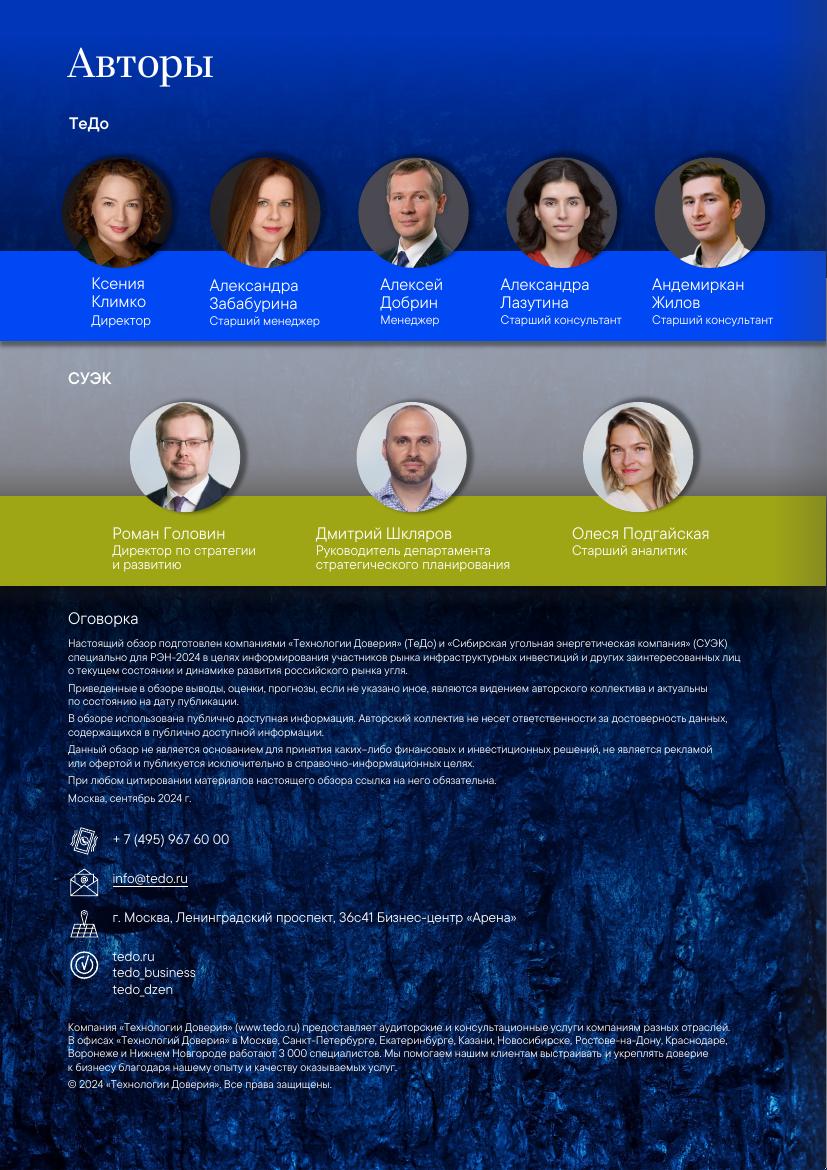 Авторы
ТеДо
Ксения
Климко
Директор
Александра
Забабурина
Старший менеджер
Алексей
Добрин
Менеджер
Александра
Лазутина
Старший консультант
Андемиркан
Жилов
Старший консультант
СУЭК
Роман Головин
Директор по стратегии
и развитию
Дмитрий Шкляров
Руководитель департамента
стратегического планирования
Олеся Подгайская
Старший аналитик
Оговорка
Настоящий обзор подготовлен компаниями «Технологии Доверия» (ТеДо) и «Сибирская угольная энергетическая компания» (СУЭК)
специально для РЭН-2024 в целях информирования участников рынка инфраструктурных инвестиций и других заинтересованных лиц
о текущем состоянии и динамике развития российского рынка угля.
Приведенные в обзоре выводы, оценки, прогнозы, если не указано иное, являются видением авторского коллектива и актуальны
по состоянию на дату публикации.
В обзоре использована публично доступная информация. Авторский коллектив не несет ответственности за достоверность данных,
содержащихся в публично доступной информации.
Данный обзор не является основанием для принятия каких-либо финансовых и инвестиционных решений, не является рекламой
или офертой и публикуется исключительно в справочно-информационных целях.
При любом цитировании материалов настоящего обзора ссылка на него обязательна.
Москва, сентябрь 2024 г.
+ 7 (495) 967 60 00
info@tedo.ru
г. Москва, Ленинградский проспект, 36с41 Бизнес-центр «Арена»
tedo.ru
tedo_business
tedo_dzen
Компания «Технологии Доверия» (www.tedo.ru) предоставляет аудиторские и консультационные услуги компаниям разных отраслей.
В офисах «Технологий Доверия» в Москве, Санкт-Петербурге, Екатеринбурге, Казани, Новосибирске, Ростове-на-Дону, Краснодаре,
Воронеже и Нижнем Новгороде работают 3 000 специалистов. Мы помогаем нашим клиентам выстраивать и укреплять доверие
к бизнесу благодаря нашему опыту и качеству оказываемых услуг.
© 2024 «Технологии Доверия». Все права защищены.